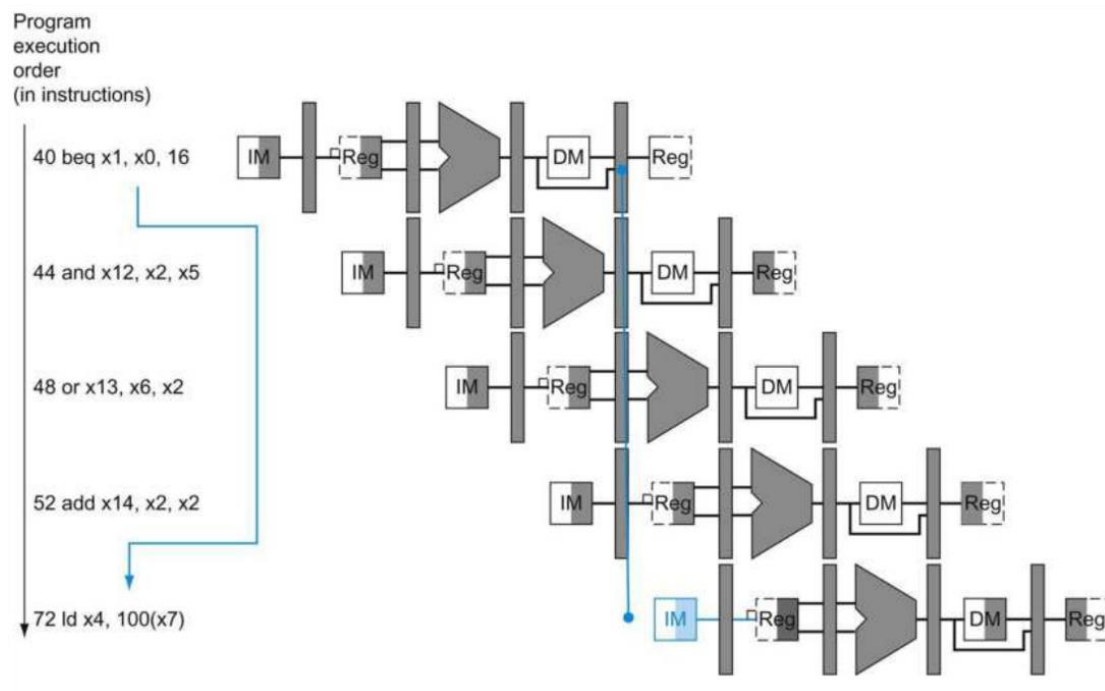 Program
execution
order
(in instructions)
40 beq x1, x0, 16
IM Reg DM Reg
44 and x12, x2, x5
IM Reg DM Reg
48 or x13, x6, x2
IM Reg DM Reg
52 add x14, x2, x2
IM Reg DM Reg
72 ld x4, 100(x7)
IM Reg DM Reg